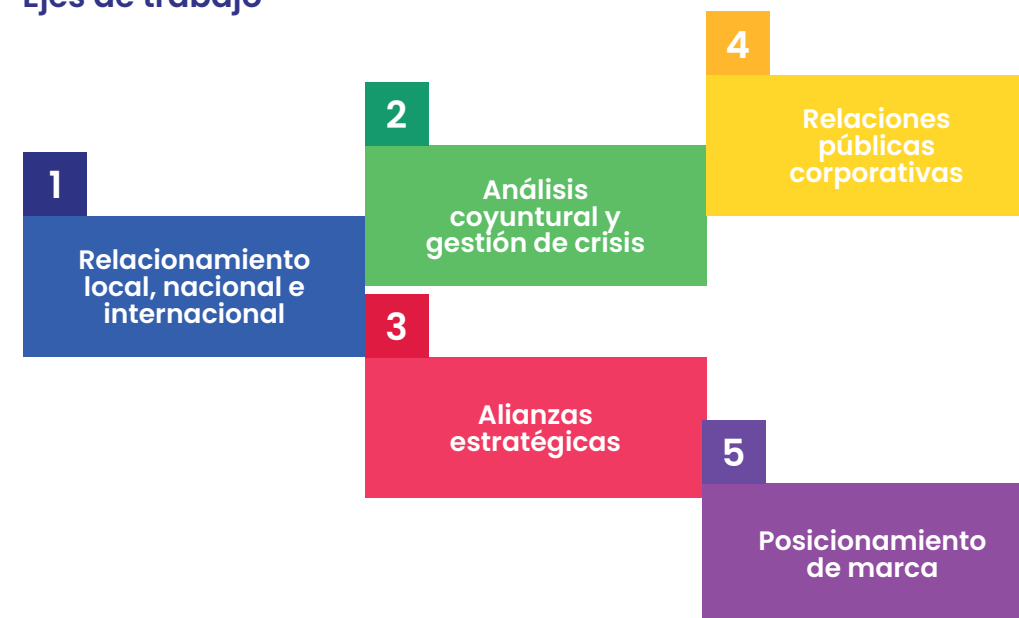 Ejes de trabajo
1
Relacionamiento
local, nacional e
internacional
2
Análisis
coyuntural y
gestión de crisis
3
Alianzas
estratégicas
4
Relaciones
públicas
corporativas
5
Posicionamiento
de marca